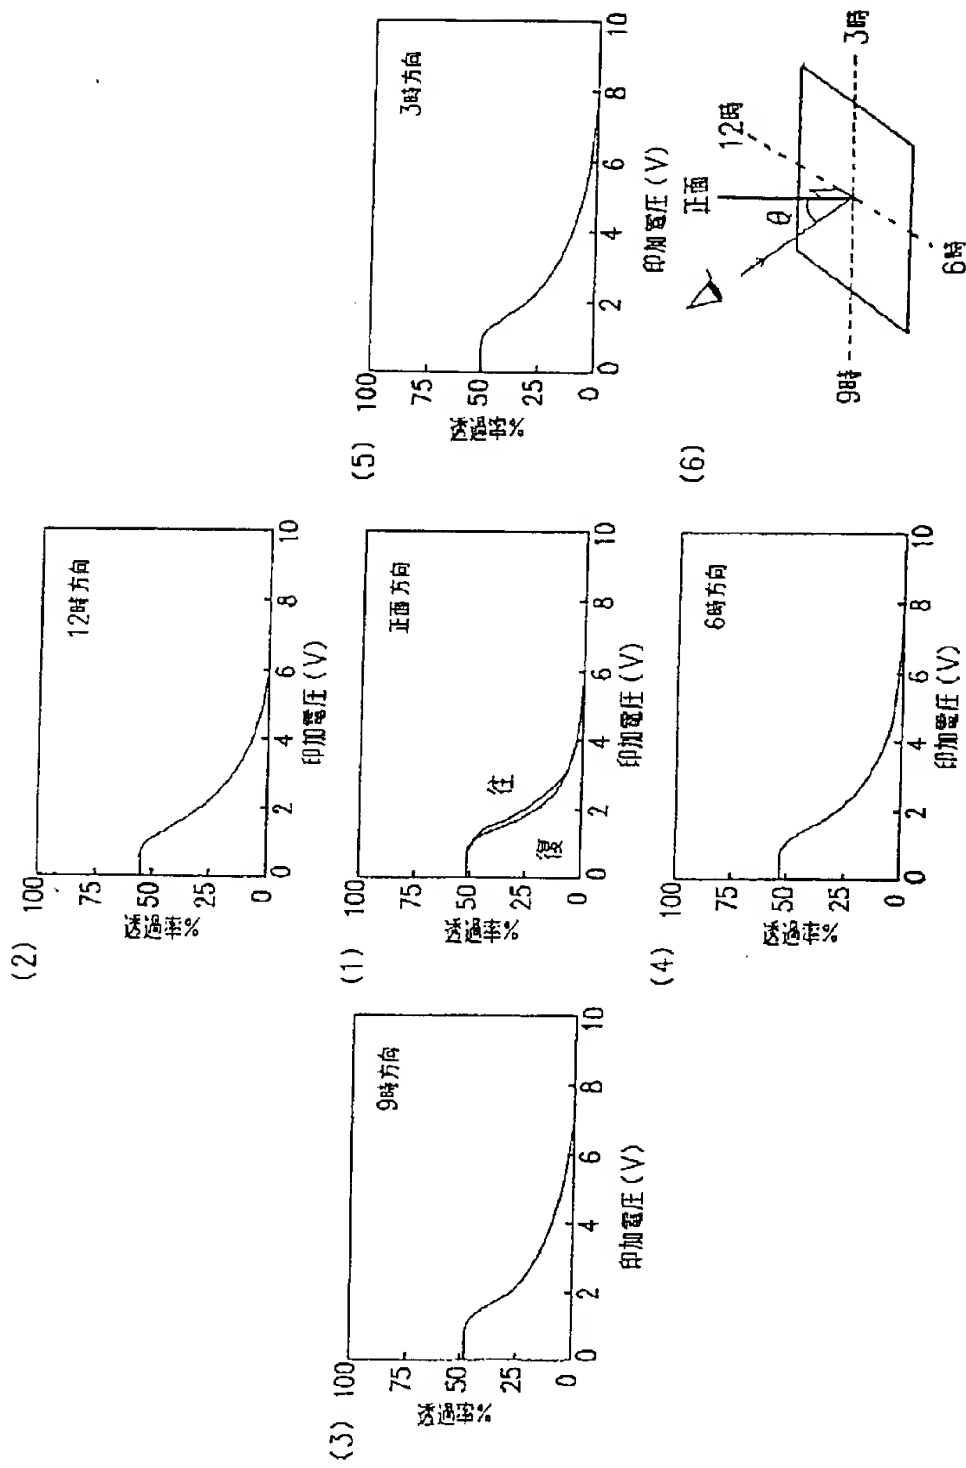 (2)
透過率%
100
75
50
25
0
12時方向
0 2 4 6 8 10
印加電圧(V)
(3)
透過率%
100
75
50
25
0
9時方向
0 2 4 6 8 10
印加電圧(V)
(1)
透過率%
100
75
50
25
0
正面方向
往
復
0 2 4 6 8 10
印加電圧(V)
(5)
透過率%
100
75
50
25
0
3時方向
0 2 4 6 8 10
印加電圧(V)
(4)
透過率%
100
75
50
25
0
6時方向
0 2 4 6 8 10
印加電圧(V)
(6)
正面
12時
θ
9時
3時
6時